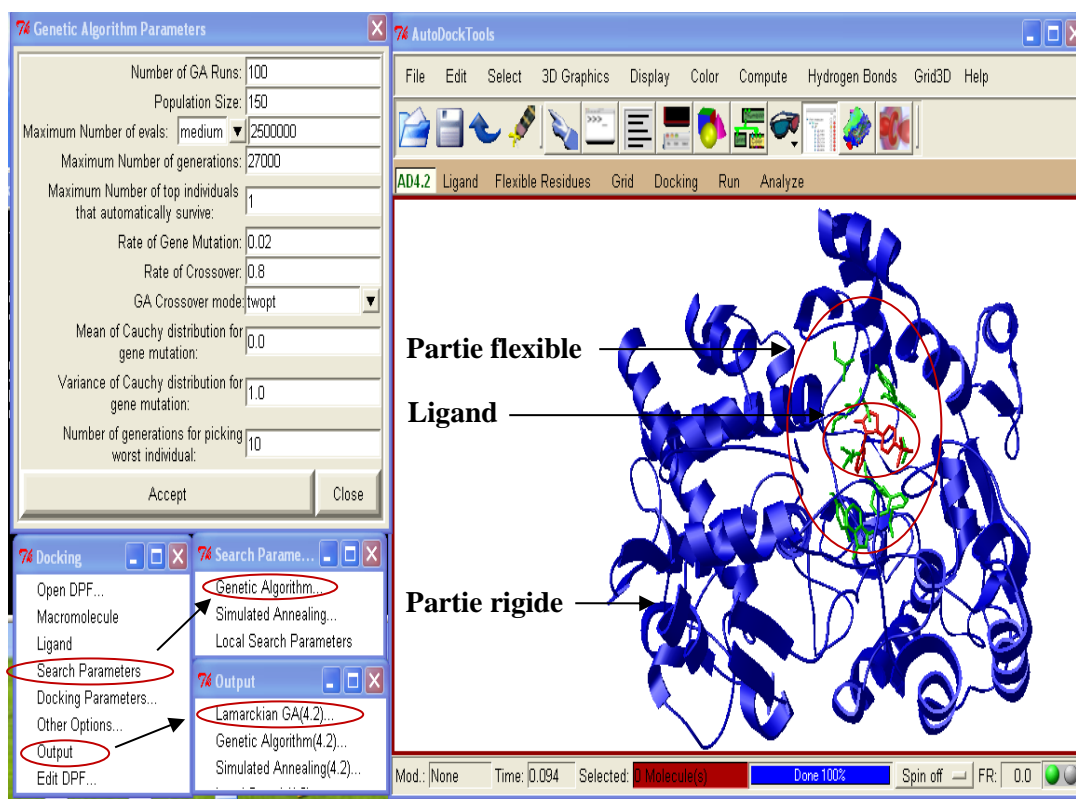 Genetic Algorithm Parameters
Number of GA Runs: 100
Population Size: 150
Maximum Number of evals: medium 2500000
Maximum Number of generations: 27000
Maximum Number of top individuals
that automatically survive: 1
Rate of Gene Mutation: 0.02
Rate of Crossover: 0.8
GA Crossover mode: twopt
Mean of Cauchy distribution for
gene mutation: 0.0
Variance of Cauchy distribution for
gene mutation: 1.0
Number of generations for picking
worst individual: 10
Accept Close
Docking
Open DPF...
Macromolecule
Ligand
Search Parameters
Docking Parameters...
Other Options...
Output
Edit DPF...
Search Parame...
Genetic Algorithm...
Simulated Annealing...
Local Search Parameters
Output
Lamarckian GA(4.2)...
Genetic Algorithm(4.2)...
Simulated Annealing(4.2)...
AutoDockTools
File Edit Select 3D Graphics Display Color Compute Hydrogen Bonds Grid3D Help
AD4.2 Ligand Flexible Residues Grid Docking Run Analyze
Partie flexible
Ligand
Partie rigide
Mod.: None Time: 0.094 Selected: 0 Molecule(s) Done 100% Spin off FR: 0.0